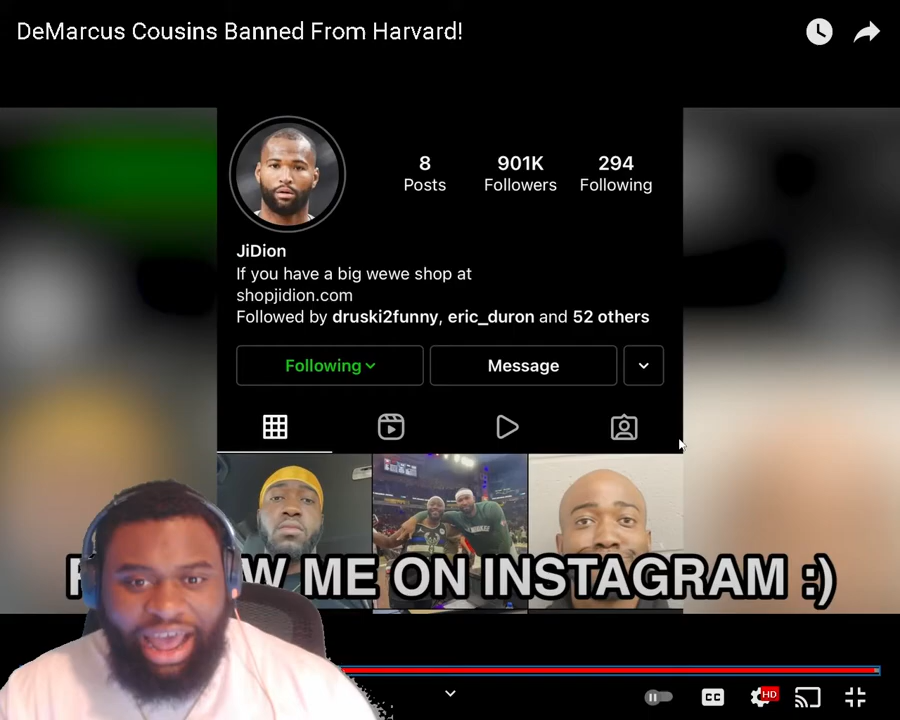 DeMarcus Cousins Banned From Harvard!
8
Posts
901K
Followers
294
Following
JiDion
If you have a big wewe shop at
shopjidion.com
Followed by druski2funny, eric_duron and 52 others
Following
Message
ME ON INSTAGRAM :)
CC
HD